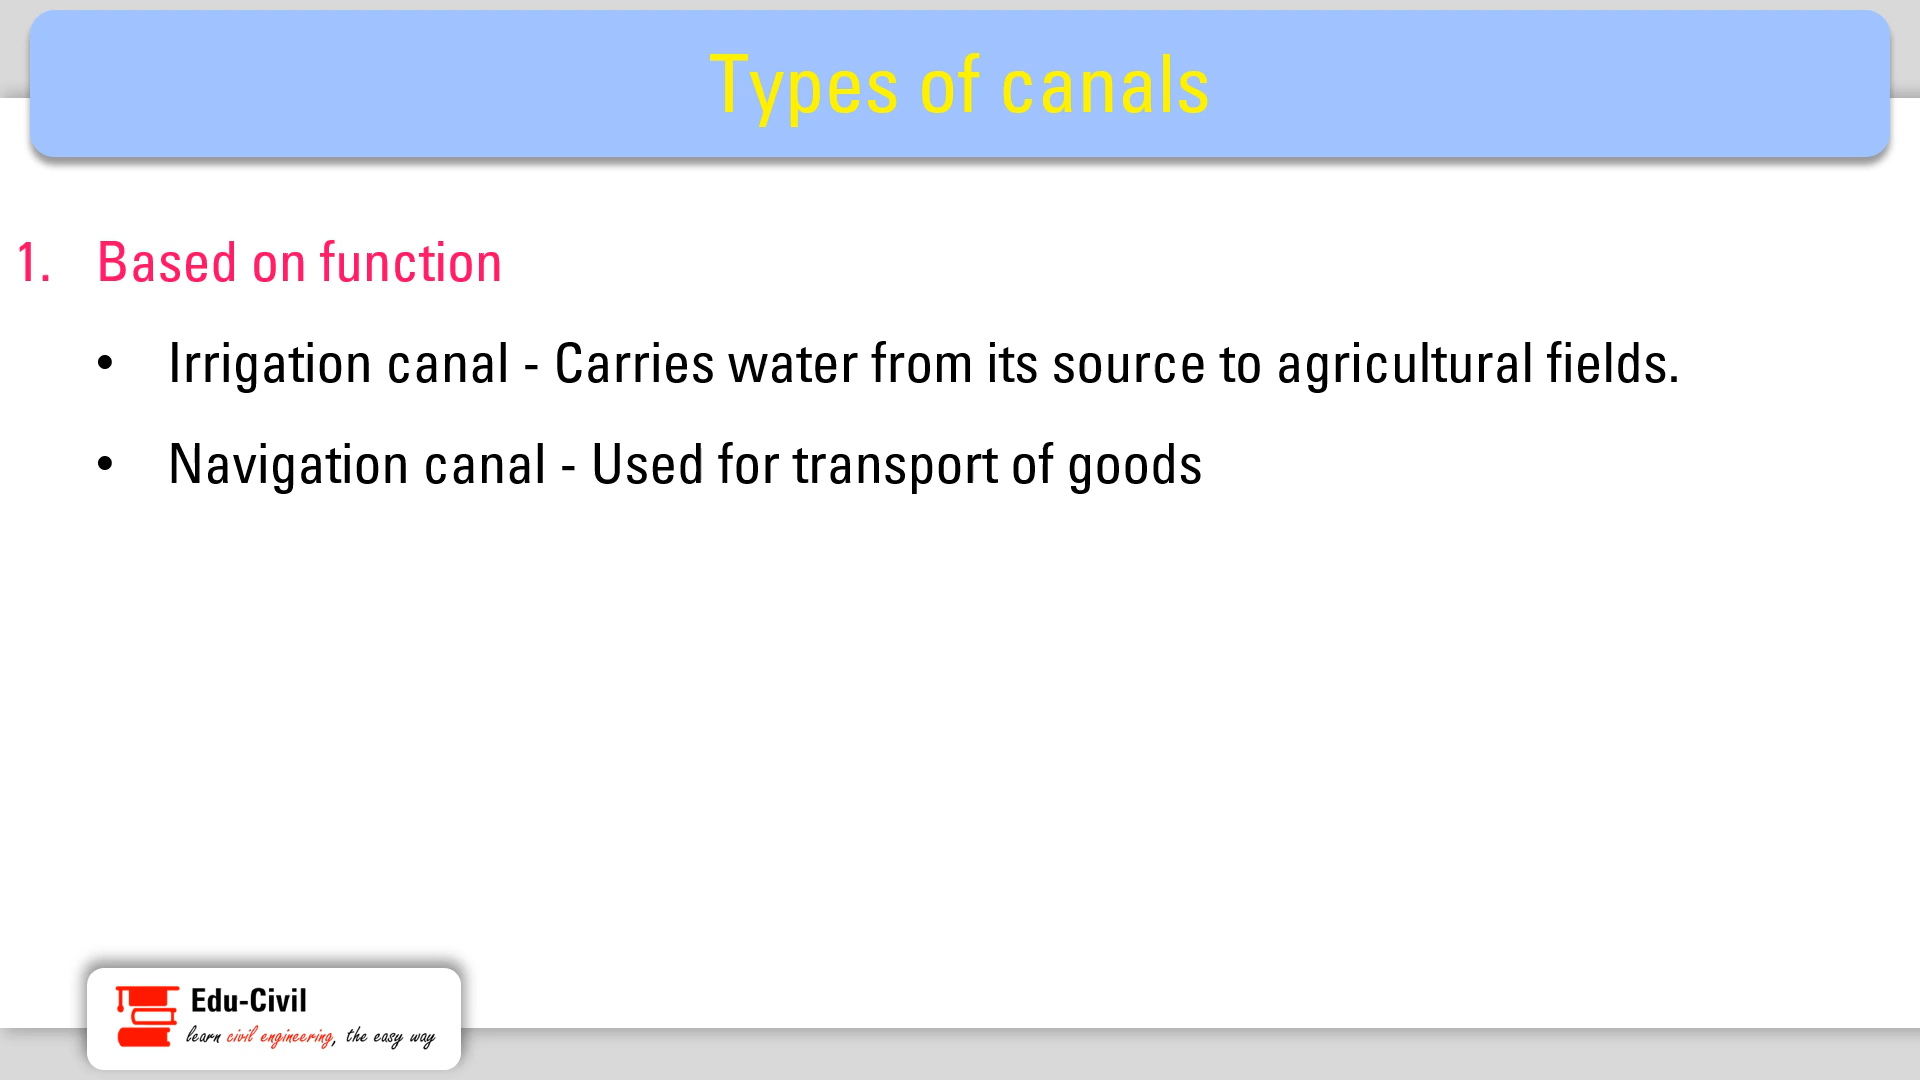 Types of canals
1. Based on function
• Irrigation canal - Carries water from its source to agricultural fields.
• Navigation canal - Used for transport of goods
Edu-Civil
learn civil engineering, the easy way